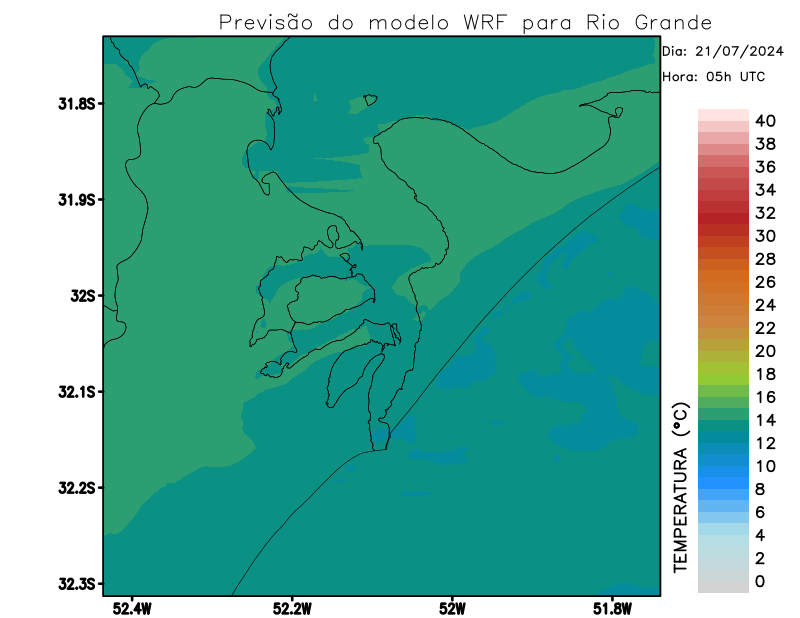 Previsão do modelo WRF para Rio Grande
Dia: 21/07/2024
Hora: 05h UTC
31.8S
31.9S
32S
32.1S
32.2S
32.3S
52.4W
52.2W
52W
51.8W
TEMPERATURA (°C)
40
38
36
34
32
30
28
26
24
22
20
18
16
14
12
10
8
6
4
2
0